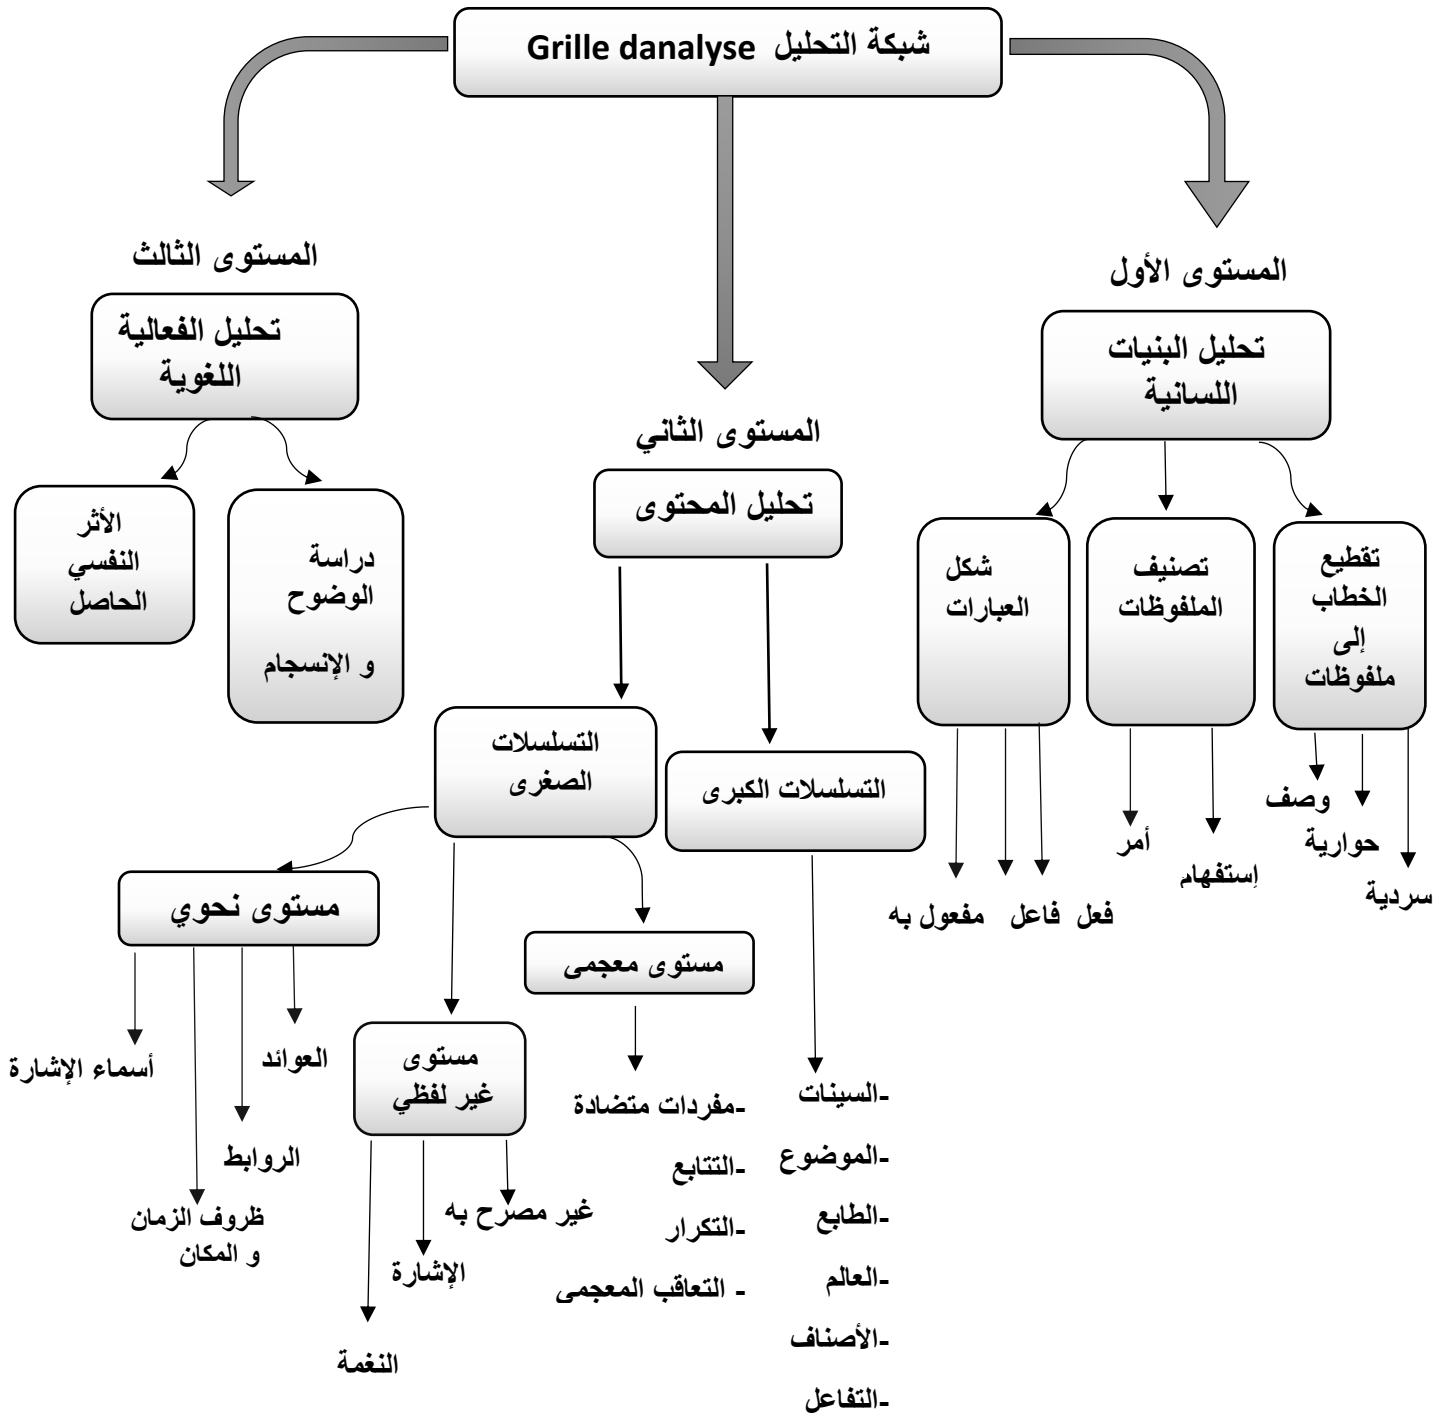 شبكة التحليل Grille danalyse
المستوى الأول
تحليل البنيات
اللسانية
تقطيع
الخطاب
إلى
ملفوظات
وصف
حوارية
سردية
تصنيف
الملفوظات
أمر
إستفهام
شكل
العبارات
فعل فاعل مفعول به
المستوى الثاني
تحليل المحتوى
التسلسلات الكبرى
-السينات
-الموضوع
-الطابع
-العالم
-الأصناف
-التفاعل
التسلسلات
الصغرى
مستوى معجمي
-مفردات متضادة
-التتابع
-التكرار
- التعاقب المعجمي
مستوى
غير لفظي
غير مصرح به
الإشارة
النغمة
مستوى نحوي
العوائد
الروابط
ظروف الزمان
و المكان
أسماء الإشارة
المستوى الثالث
تحليل الفعالية
اللغوية
دراسة
الوضوح
و الإنسجام
الأثر
النفسي
الحاصل